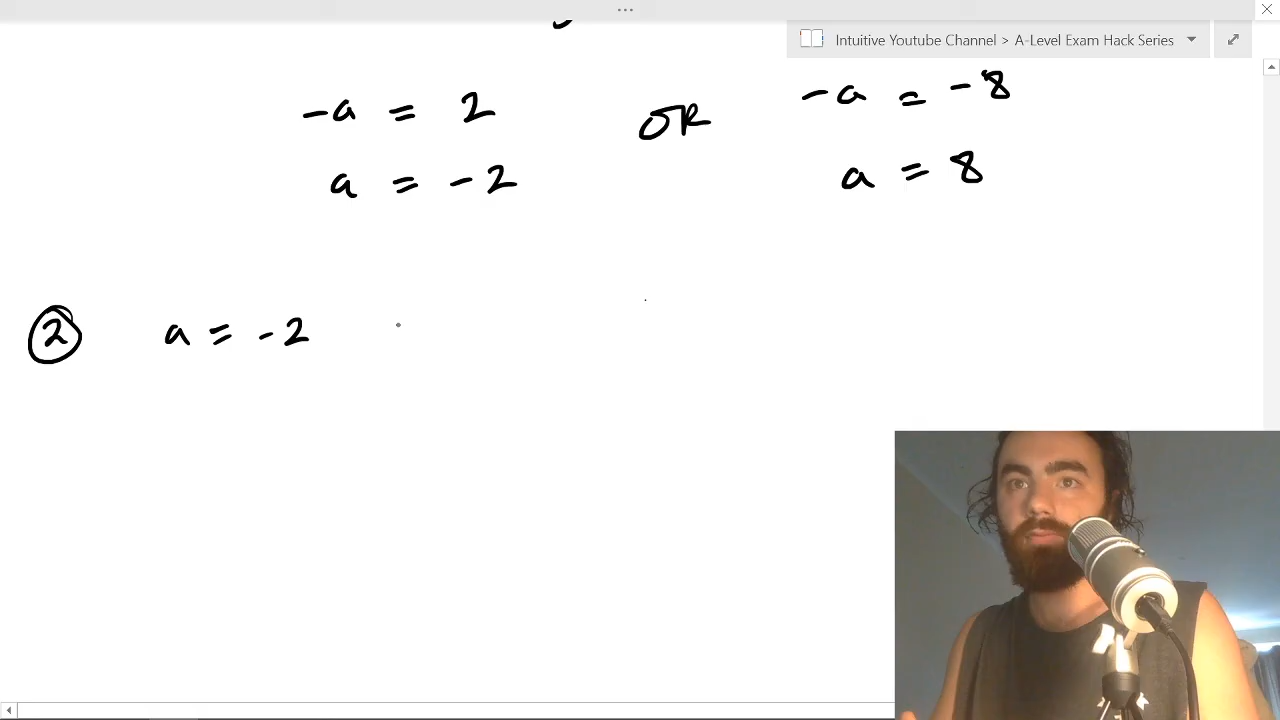 Intuitive Youtube Channel > A-Level Exam Hack Series
-a = 2 OR -a = -8
a = -2 a = 8
② a = -2